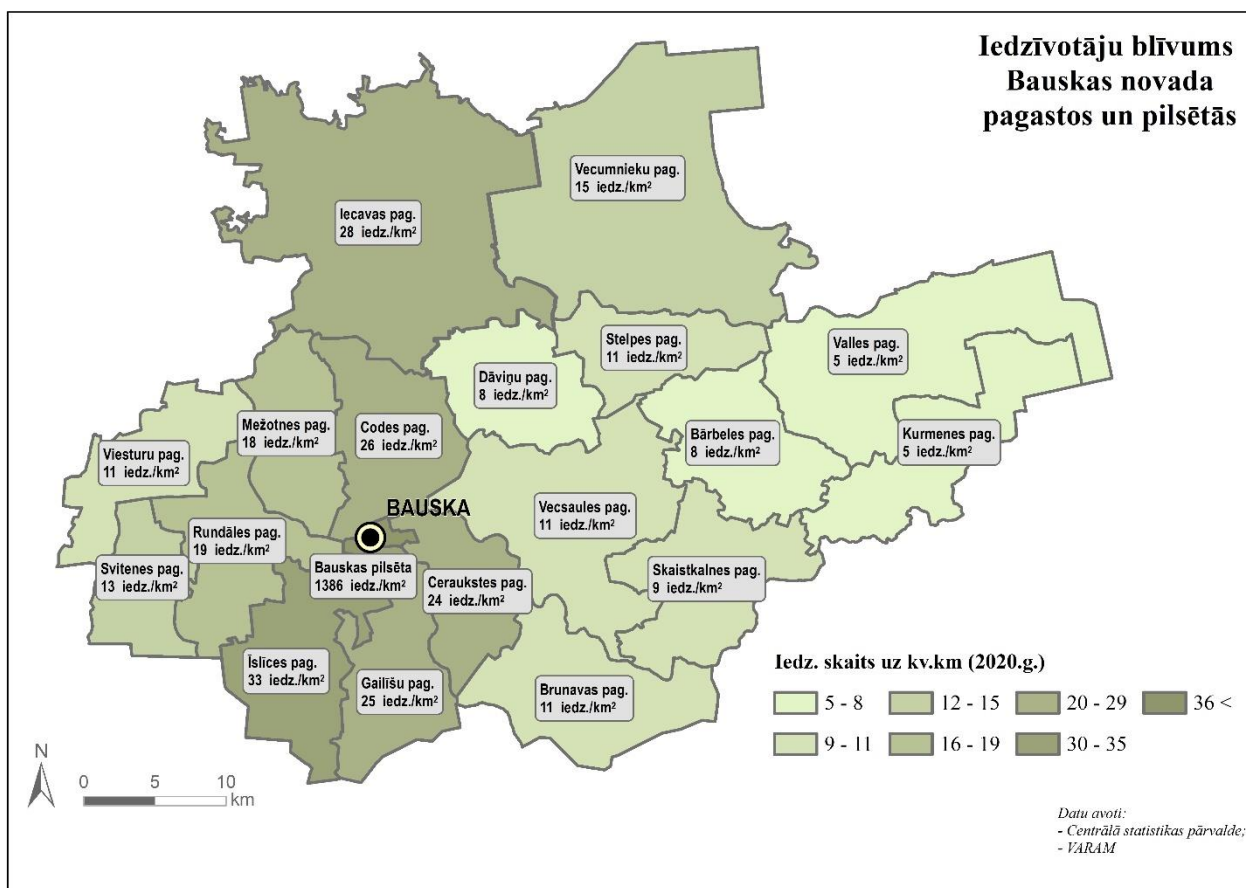 Iedzīvotāju blīvums
Bauskas novada
pagastos un pilsētās
Vecumnieku pag.
15 iedz./km²
Iecavas pag.
28 iedz./km²
Stelpes pag.
11 iedz./km²
Valles pag.
5 iedz./km²
Dāviņu pag.
8 iedz./km²
Mežotnes pag.
18 iedz./km²
Codes pag.
26 iedz./km²
Bārbeles pag.
8 iedz./km²
Kurmenes pag.
5 iedz./km²
Viesturu pag.
11 iedz./km²
BAUSKA
Vecsaules pag.
11 iedz./km²
Rundāles pag.
19 iedz./km²
Svitenes pag.
13 iedz./km²
Bauskas pilsēta
1386 iedz./km²
Ceraukstes pag.
24 iedz./km²
Skaistkalnes pag.
9 iedz./km²
Īslīces pag.
33 iedz./km²
Gailīšu pag.
25 iedz./km²
Brunavas pag.
11 iedz./km²
Iedz. skaits uz kv.km (2020.g.)
5 - 8
12 - 15
20 - 29
36 <
9 - 11
16 - 19
30 - 35
N
0 5 10
km
Datu avoti:
- Centrālā statistikas pārvalde;
- VARAM